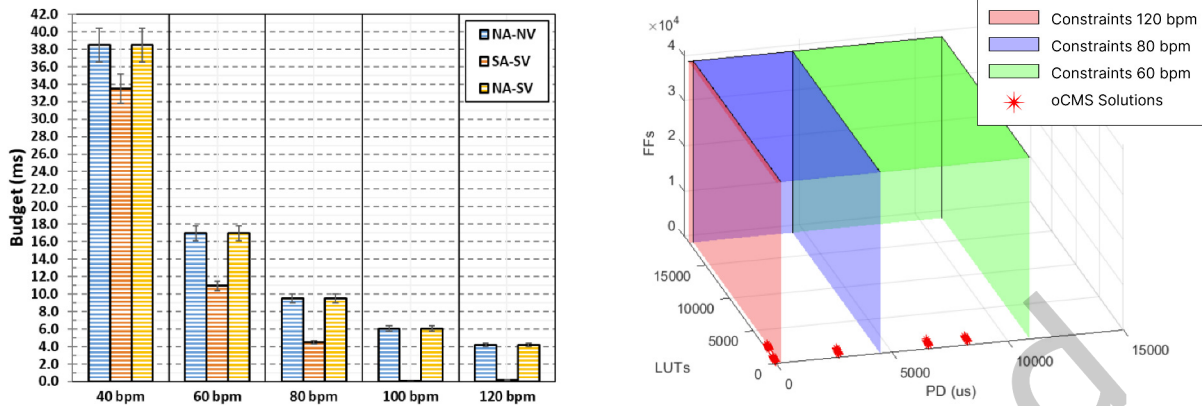 42.0
40.0
38.0
36.0
34.0
32.0
30.0
28.0
26.0
24.0
22.0
20.0
18.0
16.0
14.0
12.0
10.0
8.0
6.0
4.0
2.0
0.0
Budget (ms)
NA-NV
SA-SV
NA-SV
40 bpm
60 bpm
80 bpm
100 bpm
120 bpm
×10⁴
4
3
2
1
0
FFs
15000
10000
5000
0
LUTs
0
5000
10000
15000
PD (us)
Constraints 120 bpm
Constraints 80 bpm
Constraints 60 bpm
oCMS Solutions